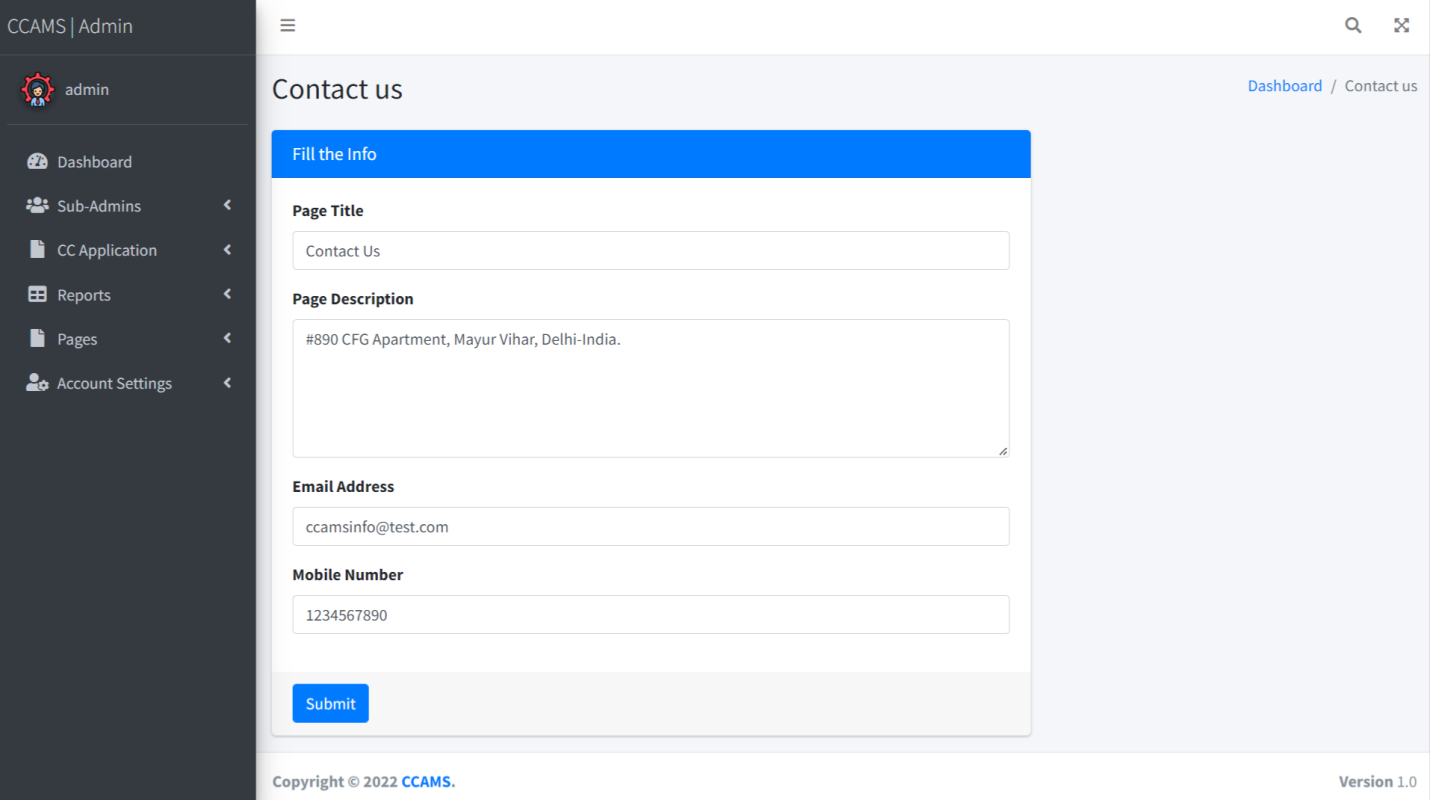 CCAMS | Admin
admin
Dashboard
Sub-Admins
CC Application
Reports
Pages
Account Settings
Contact us
Dashboard / Contact us
Fill the Info
Page Title
Contact Us
Page Description
#890 CFG Apartment, Mayur Vihar, Delhi-India.
Email Address
ccamsinfo@test.com
Mobile Number
1234567890
Submit
Copyright © 2022 CCAMS.
Version 1.0